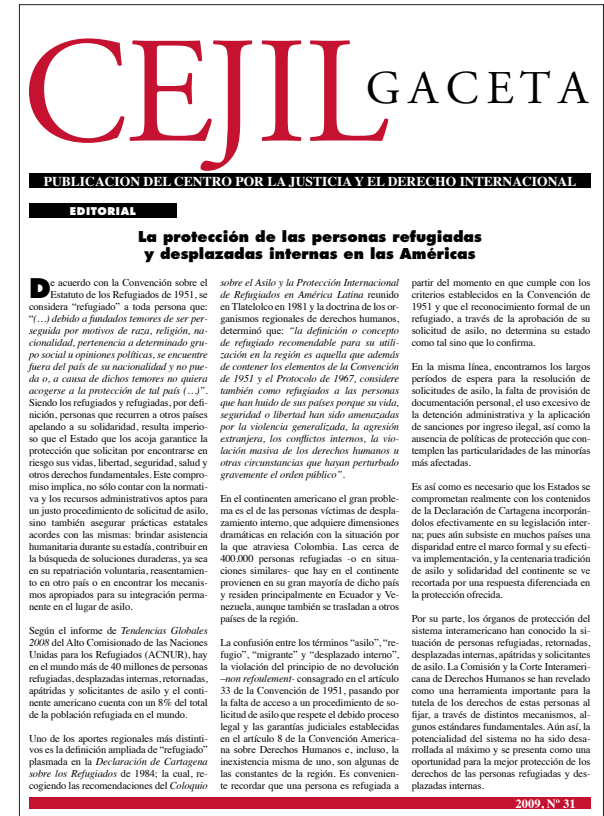 CEJIL GACETA
PUBLICACION DEL CENTRO POR LA JUSTICIA Y EL DERECHO INTERNACIONAL
EDITORIAL
La protección de las personas refugiadas
y desplazadas internas en las Américas
De acuerdo con la Convención sobre el
Estatuto de los Refugiados de 1951, se
considera "refugiado" a toda persona que:
"(…) debido a fundados temores de ser per-
seguida por motivos de raza, religión, na-
cionalidad, pertenencia a determinado gru-
po social u opiniones políticas, se encuentre
fuera del país de su nacionalidad y no pue-
da o, a causa de dichos temores no quiera
acogerse a la protección de tal país (…)".
Siendo los refugiados y refugiadas, por defi-
nición, personas que recurren a otros países
apelando a su solidaridad, resulta imperio-
so que el Estado que los acoja garantice la
protección que solicitan por encontrarse en
riesgo sus vidas, libertad, seguridad, salud y
otros derechos fundamentales. Este compro-
miso implica, no sólo contar con la normati-
va y los recursos administrativos aptos para
un justo procedimiento de solicitud de asilo,
sino también asegurar prácticas estatales
acordes con las mismas: brindar asistencia
humanitaria durante su estadía, contribuir en
la búsqueda de soluciones duraderas, ya sea
en su repatriación voluntaria, reasentamien-
to en otro país o en encontrar los mecanis-
mos apropiados para su integración perma-
nente en el lugar de asilo.
Según el informe de Tendencias Globales
2008 del Alto Comisionado de las Naciones
Unidas para los Refugiados (ACNUR), hay
en el mundo más de 40 millones de personas
refugiadas, desplazadas internas, retornadas,
apátridas y solicitantes de asilo y el conti-
nente americano cuenta con un 8% del total
de la población refugiada en el mundo.
Uno de los aportes regionales más distinti-
vos es la definición ampliada de "refugiado"
plasmada en la Declaración de Cartagena
sobre los Refugiados de 1984; la cual, re-
cogiendo las recomendaciones del Coloquio
sobre el Asilo y la Protección Internacional
de Refugiados en América Latina reunido
en Tlatelolco en 1981 y la doctrina de los or-
ganismos regionales de derechos humanos,
determinó que: "la definición o concepto
de refugiado recomendable para su utili-
zación en la región es aquella que además
de contener los elementos de la Convención
de 1951 y el Protocolo de 1967, considere
también como refugiados a las personas
que han huido de sus países porque su vida,
seguridad o libertad han sido amenazadas
por la violencia generalizada, la agresión
extranjera, los conflictos internos, la vio-
lación masiva de los derechos humanos u
otras circunstancias que hayan perturbado
gravemente el orden público".
En el continenten americano el gran proble-
ma es el de las personas víctimas de despla-
zamiento interno, que adquiere dimensiones
dramáticas en relación con la situación por
la que atraviesa Colombia. Las cerca de
400.000 personas refugiadas -o en situa-
ciones similares- que hay en el continente
provienen en su gran mayoría de dicho país
y residen principalmente en Ecuador y Ve-
nezuela, aunque también se trasladan a otros
países de la región.
La confusión entre los términos "asilo", "re-
fugio", "migrante" y "desplazado interno",
la violación del principio de no devolución
–non refoulement- consagrado en el artículo
33 de la Convención de 1951, pasando por
la falta de acceso a un procedimiento de so-
licitud de asilo que respete el debido proceso
legal y las garantías judiciales establecidas
en el artículo 8 de la Convención America-
na sobre Derechos Humanos e, incluso, la
inexistencia misma de uno, son algunas de
las constantes de la región. Es convenien-
te recordar que una persona es refugiada a
partir del momento en que cumple con los
criterios establecidos en la Convención de
1951 y que el reconocimiento formal de un
refugiado, a través de la aprobación de su
solicitud de asilo, no determina su estado
como tal sino que lo confirma.
En la misma línea, encontramos los largos
períodos de espera para la resolución de
solicitudes de asilo, la falta de provisión de
documentación personal, el uso excesivo de
la detención administrativa y la aplicación
de sanciones por ingreso ilegal, así como la
ausencia de políticas de protección que con-
templen las particularidades de las minorías
más afectadas.
Es así como es necesario que los Estados se
comprometan realmente con los contenidos
de la Declaración de Cartagena incorporán-
dolos efectivamente en su legislación inter-
na; pues aún subsiste en muchos países una
disparidad entre el marco formal y su efecti-
va implementación, y la centenaria tradición
de asilo y solidaridad del continente se ve
recortada por una respuesta diferenciada en
la protección ofrecida.
Por su parte, los órganos de protección del
sistema interamericano han conocido la si-
tuación de personas refugiadas, retornadas,
desplazadas internas, apátridas y solicitantes
de asilo. La Comisión y la Corte Interameri-
cana de Derechos Humanos se han revelado
como una herramienta importante para la
tutela de los derechos de estas personas al
fijar, a través de distintos mecanismos, al-
gunos estándares fundamentales. Aún así, la
potencialidad del sistema no ha sido desa-
rrollada al máximo y se presenta como una
oportunidad para la mejor protección de los
derechos de las personas refugiadas y des-
plazadas internas.
2009, Nº 31